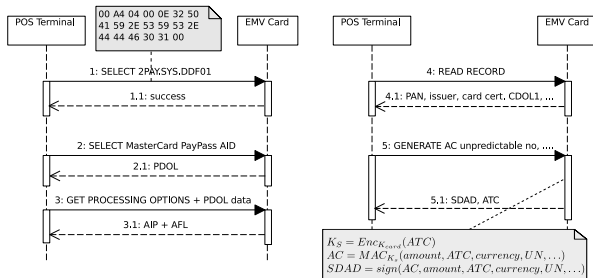 00 A4 04 00 0E 32 50
41 59 2E 53 59 53 2E
44 44 46 30 31 00
POS Terminal
EMV Card
1: SELECT 2PAY.SYS.DDF01
1.1: success
2: SELECT MasterCard PayPass AID
2.1: PDOL
3: GET PROCESSING OPTIONS + PDOL data
3.1: AIP + AFL
POS Terminal
EMV Card
4: READ RECORD
4.1: PAN, issuer, card cert, CDOL1, ...
5: GENERATE AC unpredictable no, ....
5.1: SDAD, ATC
K_S = Enc_{K_{card}}(ATC)
AC = MAC_{K_s}(amount, ATC, currency, UN, ...)
SDAD = sign(AC, amount, ATC, currency, UN, ...)